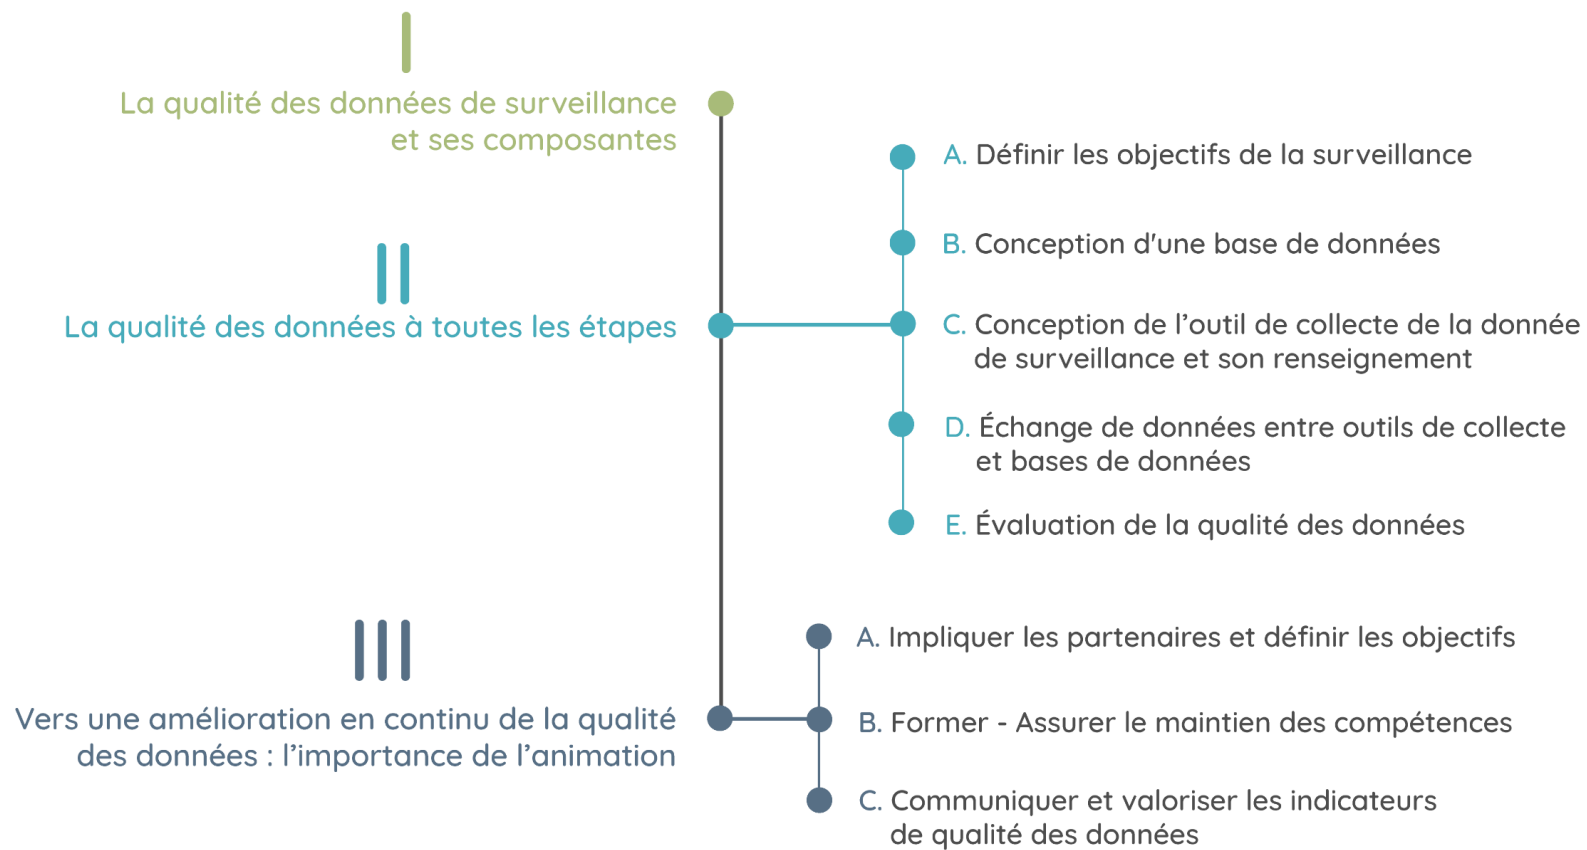 I
La qualité des données de surveillance
et ses composantes
II
La qualité des données à toutes les étapes
A. Définir les objectifs de la surveillance
B. Conception d'une base de données
C. Conception de l’outil de collecte de la donnée
de surveillance et son renseignement
D. Échange de données entre outils de collecte
et bases de données
E. Évaluation de la qualité des données
III
Vers une amélioration en continu de la qualité
des données : l’importance de l’animation
A. Impliquer les partenaires et définir les objectifs
B. Former - Assurer le maintien des compétences
C. Communiquer et valoriser les indicateurs
de qualité des données